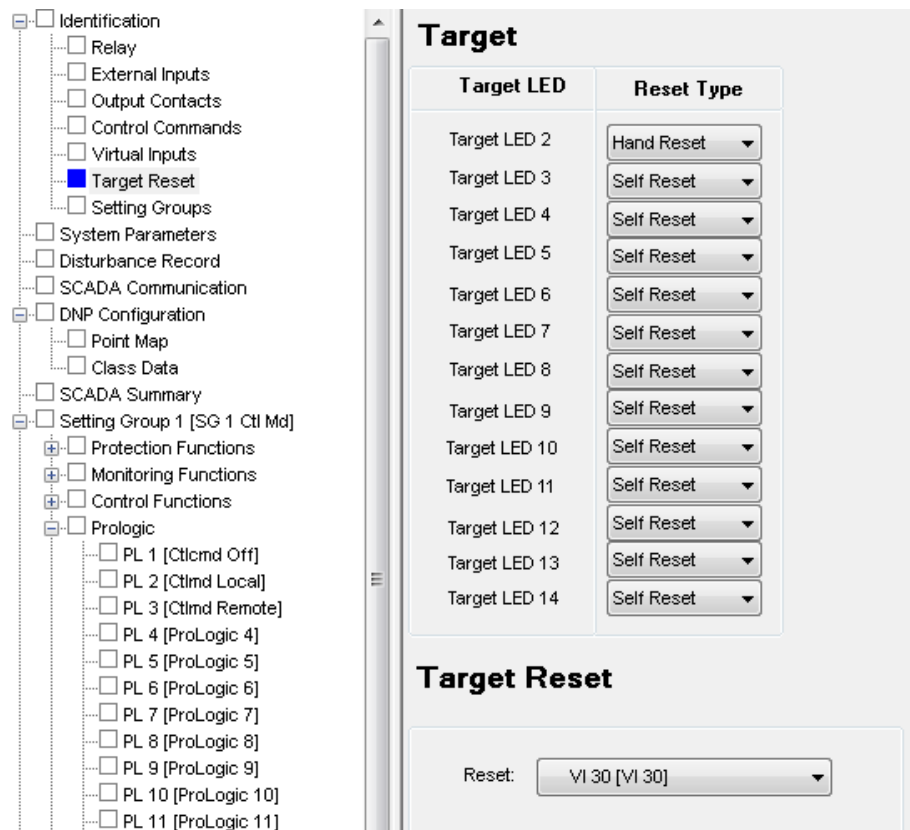 Identification
Relay
External Inputs
Output Contacts
Control Commands
Virtual Inputs
Target Reset
Setting Groups
System Parameters
Disturbance Record
SCADA Communication
DNP Configuration
Point Map
Class Data
SCADA Summary
Setting Group 1 [SG 1 Ctl Md]
Protection Functions
Monitoring Functions
Control Functions
Prologic
PL 1 [Ctlcmd Off]
PL 2 [Ctlmd Local]
PL 3 [Ctlmd Remote]
PL 4 [ProLogic 4]
PL 5 [ProLogic 5]
PL 6 [ProLogic 6]
PL 7 [ProLogic 7]
PL 8 [ProLogic 8]
PL 9 [ProLogic 9]
PL 10 [ProLogic 10]
PL 11 [ProLogic 11]
Target
Target LED Reset Type
Target LED 2 Hand Reset
Target LED 3 Self Reset
Target LED 4 Self Reset
Target LED 5 Self Reset
Target LED 6 Self Reset
Target LED 7 Self Reset
Target LED 8 Self Reset
Target LED 9 Self Reset
Target LED 10 Self Reset
Target LED 11 Self Reset
Target LED 12 Self Reset
Target LED 13 Self Reset
Target LED 14 Self Reset
Target Reset
Reset: VI 30 [VI 30]